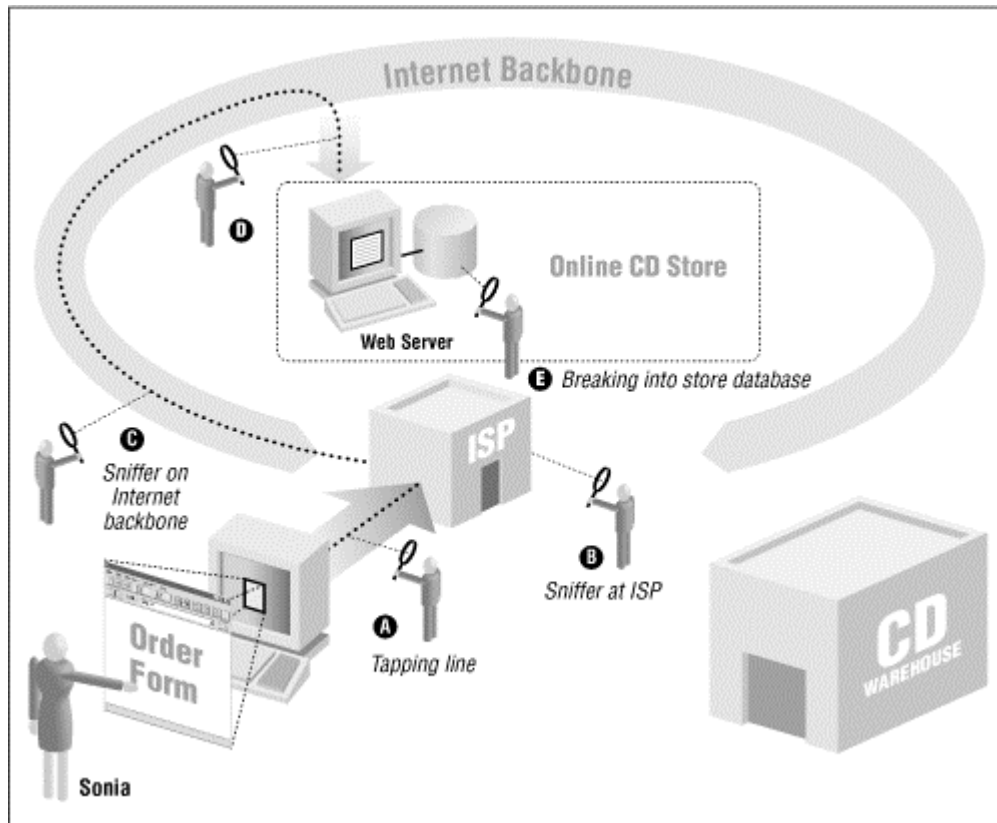 Internet Backbone
D
Online CD Store
Web Server
E Breaking into store database
ISP
C
Sniffer on
Internet
backbone
B
Sniffer at ISP
A
Tapping line
Order
Form
CD
WAREHOUSE
Sonia